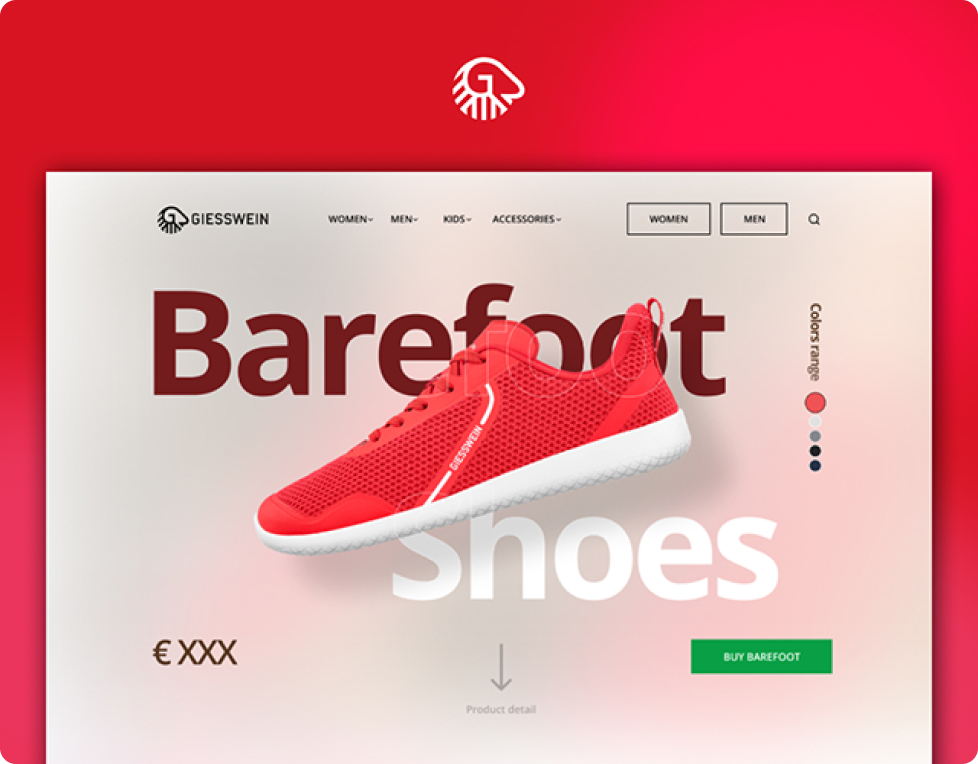 G
GIESSWEIN
WOMEN
MEN
KIDS
ACCESSORIES
WOMEN
MEN
Barefoot
Colors range
GIESSWEIN
Shoes
€ XXX
BUY BAREFOOT
Product detail